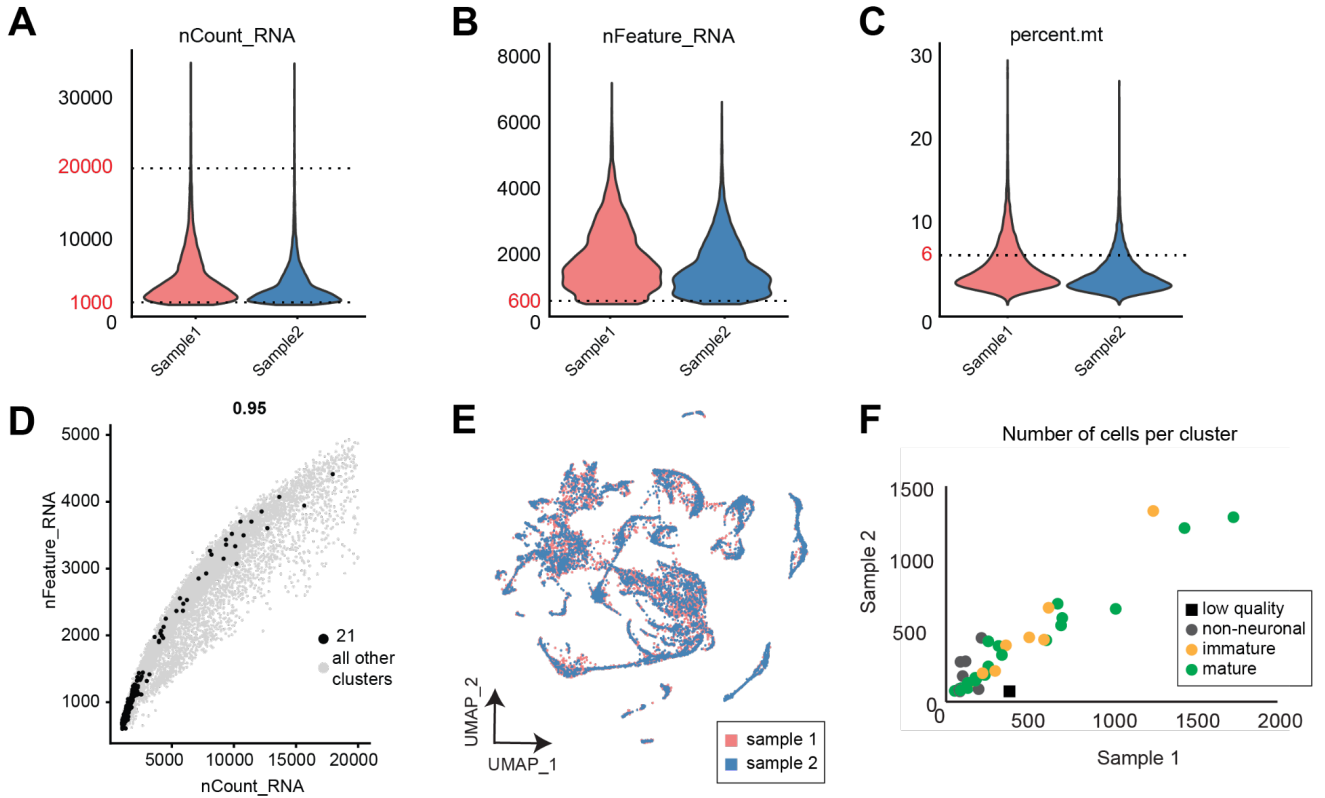 A
nCount_RNA
30000
20000
10000
1000
0
Sample1
Sample2
B
nFeature_RNA
8000
6000
4000
2000
600
0
Sample1
Sample2
C
percent.mt
30
20
10
6
0
Sample1
Sample2
D
0.95
5000
4000
3000
2000
1000
nFeature_RNA
21
all other
clusters
5000
10000
15000
20000
nCount_RNA
E
UMAP_2
UMAP_1
sample 1
sample 2
F
Number of cells per cluster
1500
1000
500
0
Sample 2
low quality
non-neuronal
immature
mature
0
500
1000
1500
2000
Sample 1